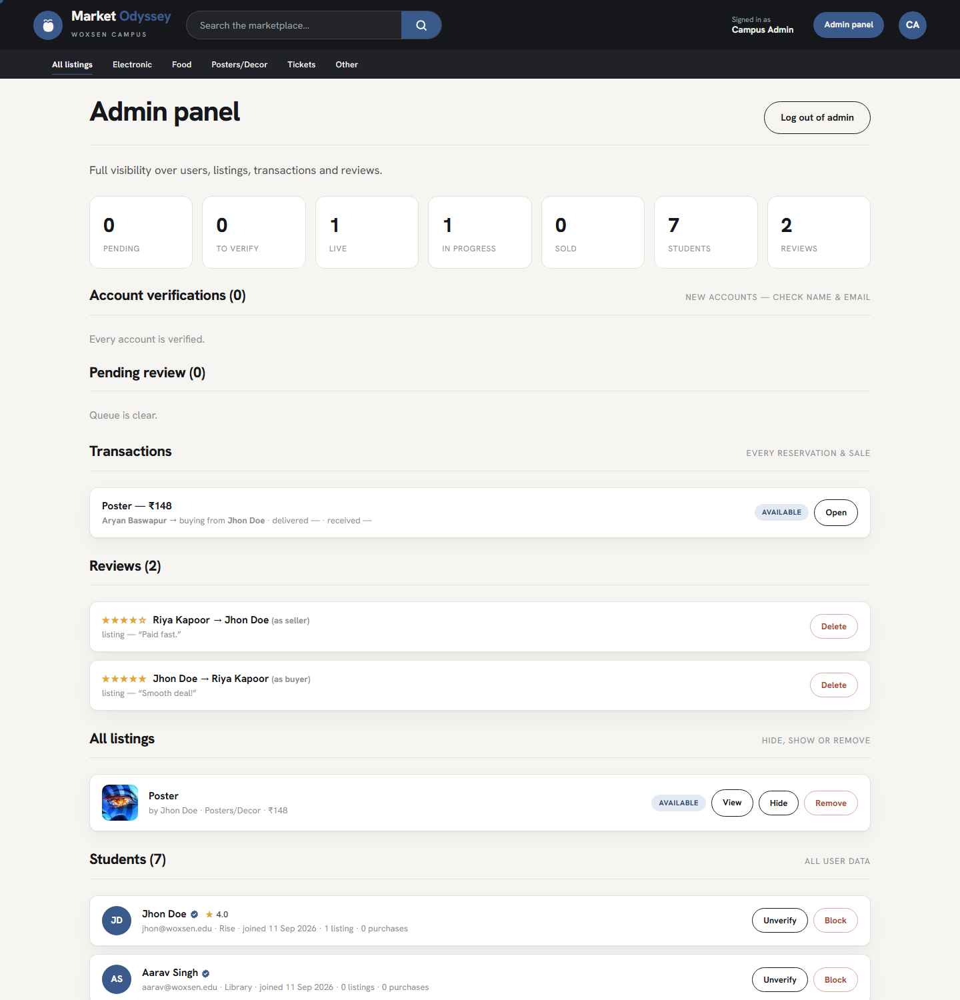 Market Odyssey
WOXSEN CAMPUS
Search the marketplace...
Signed in as
Campus Admin
Admin panel
CA
All listings
Electronic
Food
Posters/Decor
Tickets
Other
Admin panel
Log out of admin
Full visibility over users, listings, transactions and reviews.
0
PENDING
0
TO VERIFY
1
LIVE
1
IN PROGRESS
0
SOLD
7
STUDENTS
2
REVIEWS
Account verifications (0)
NEW ACCOUNTS — CHECK NAME & EMAIL
Every account is verified.
Pending review (0)
Queue is clear.
Transactions
EVERY RESERVATION & SALE
Poster — ₹148
Aryan Baswapur → buying from Jhon Doe · delivered — · received —
AVAILABLE
Open
Reviews (2)
★★★★☆ Riya Kapoor → Jhon Doe (as seller)
listing — “Paid fast.”
Delete
★★★★★ Jhon Doe → Riya Kapoor (as buyer)
listing — “Smooth deal!”
Delete
All listings
HIDE, SHOW OR REMOVE
Poster
by Jhon Doe · Posters/Decor · ₹148
AVAILABLE
View
Hide
Remove
Students (7)
ALL USER DATA
JD
Jhon Doe ★ 4.0
jhon@woxsen.edu · Rise · joined 11 Sep 2026 · 1 listing · 0 purchases
Unverify
Block
AS
Aarav Singh
aarav@woxsen.edu · Library · joined 11 Sep 2026 · 0 listings · 0 purchases
Unverify
Block